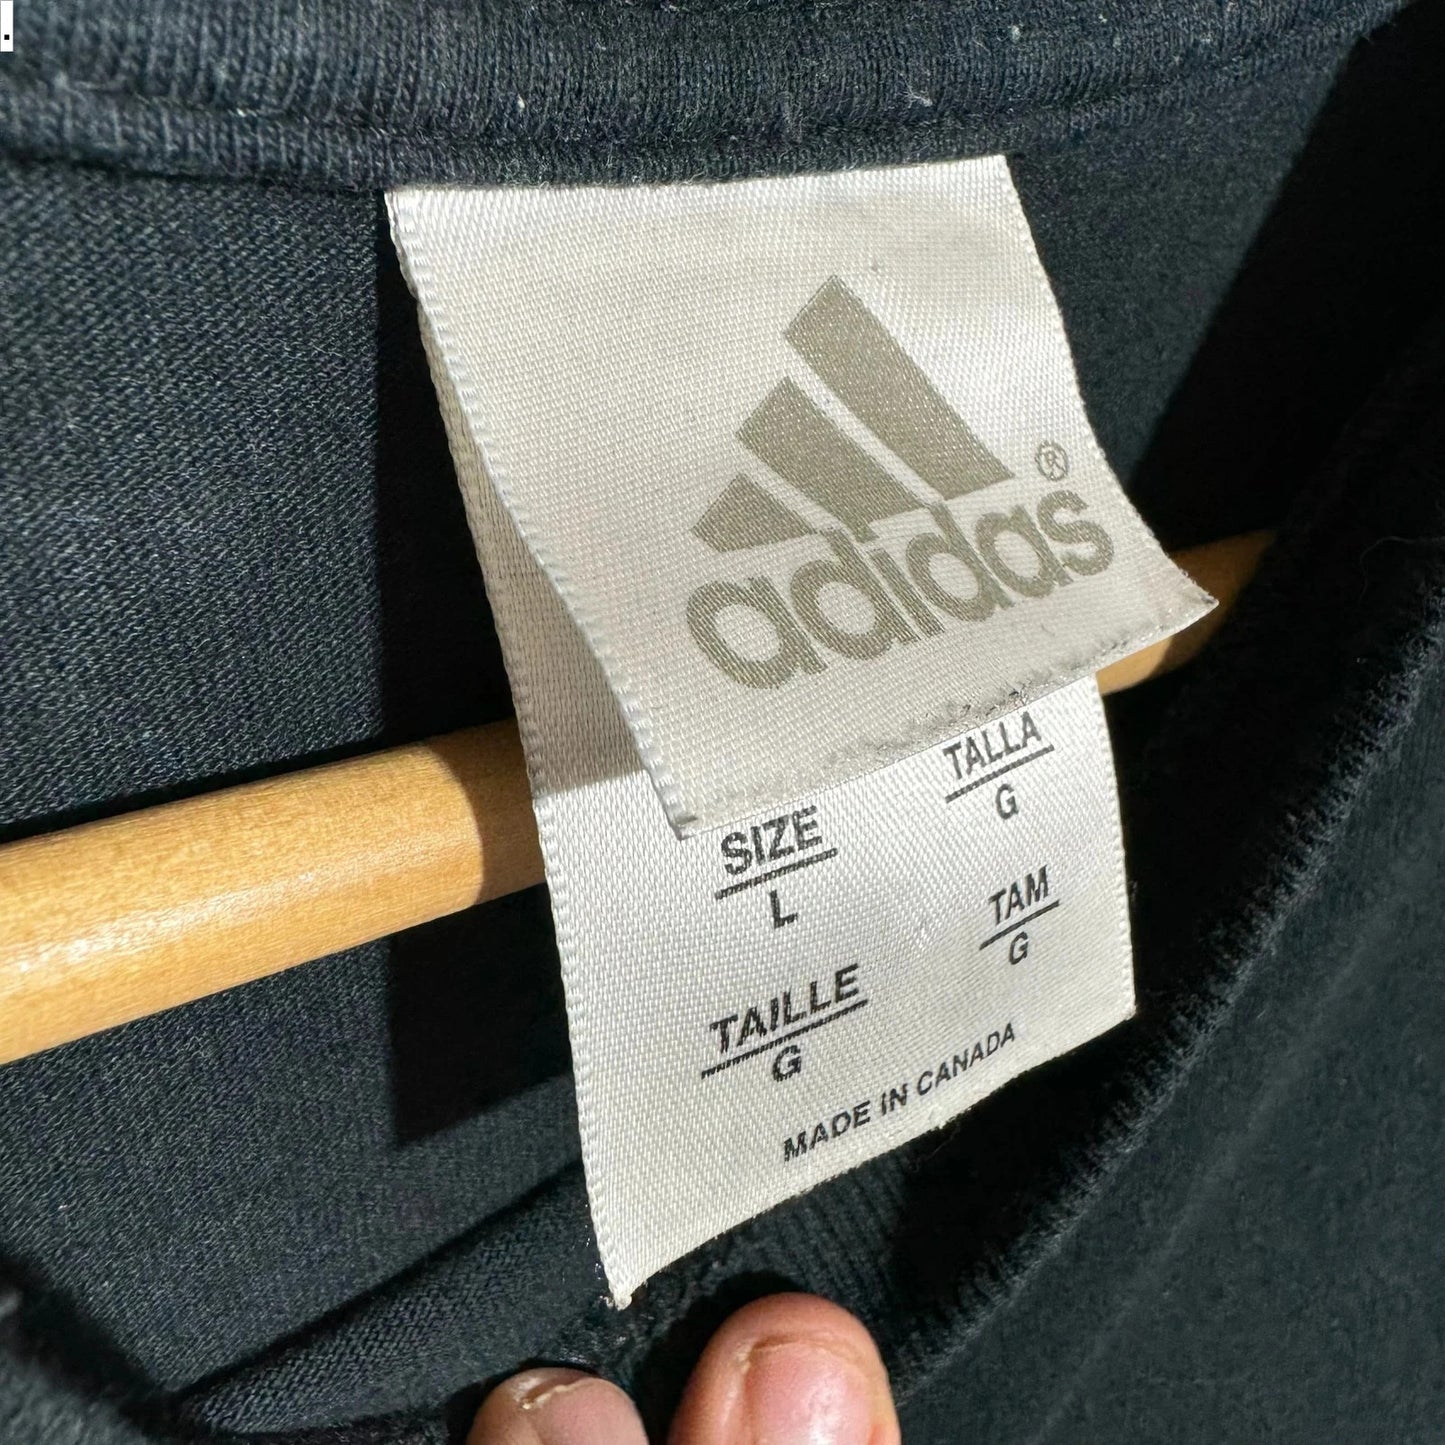 .
adidas®
SIZE
L
TALLA
G
TAILLE
G
TAM
G
MADE IN CANADA